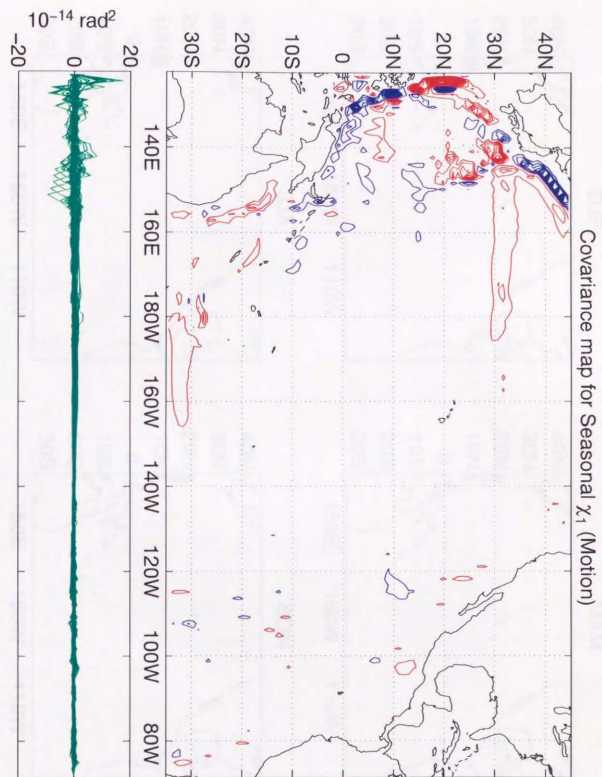 Covariance map for Seasonal χ₁ (Motion)
40N
30N
20N
10N
0
10S
20S
30S
140E
160E
180W
160W
140W
120W
100W
80W
20
0
−20
10⁻¹⁴ rad²